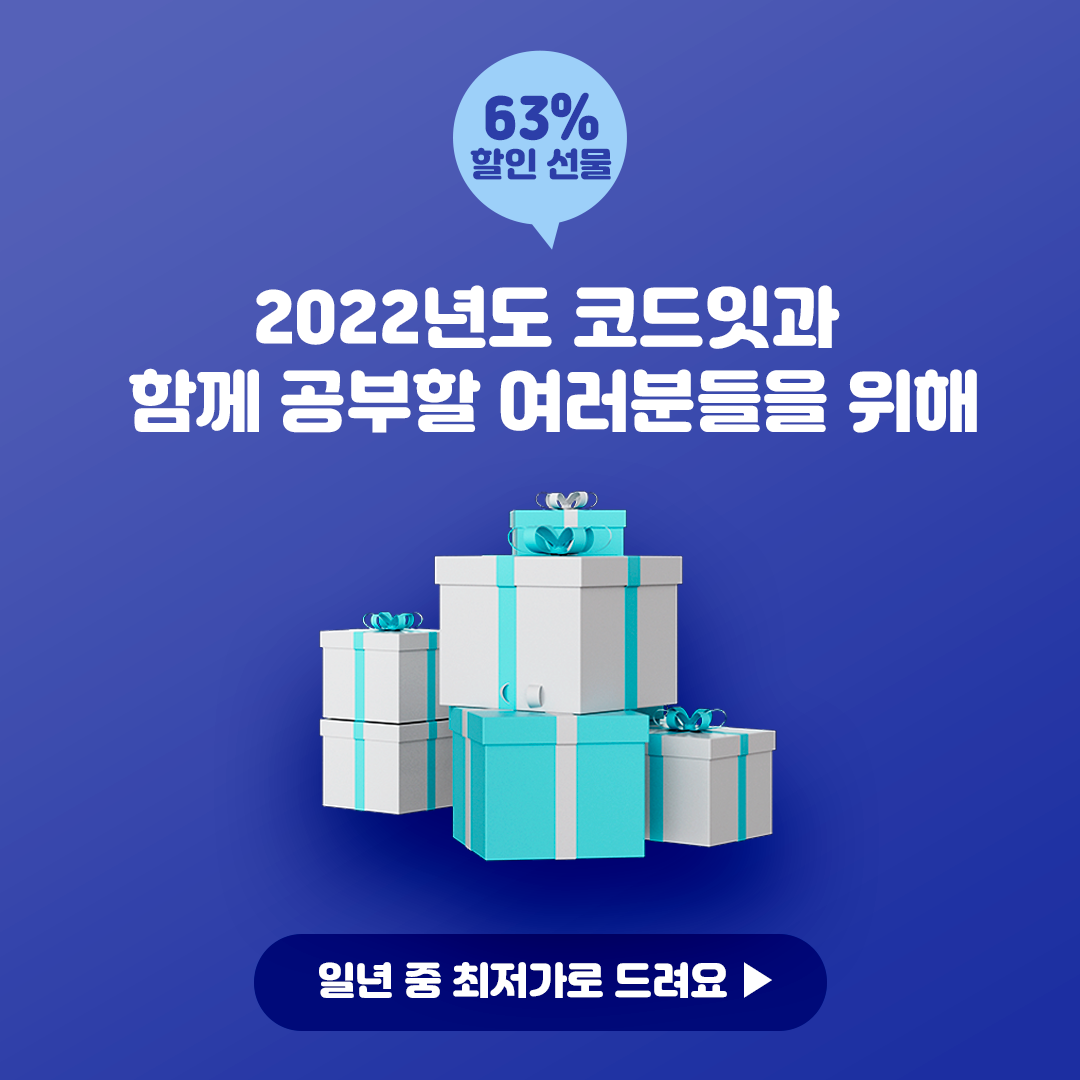 63%
할인 선물
2022년도 코드잇과
함께 공부할 여러분들을 위해
일년 중 최저가로 드려요 ▶